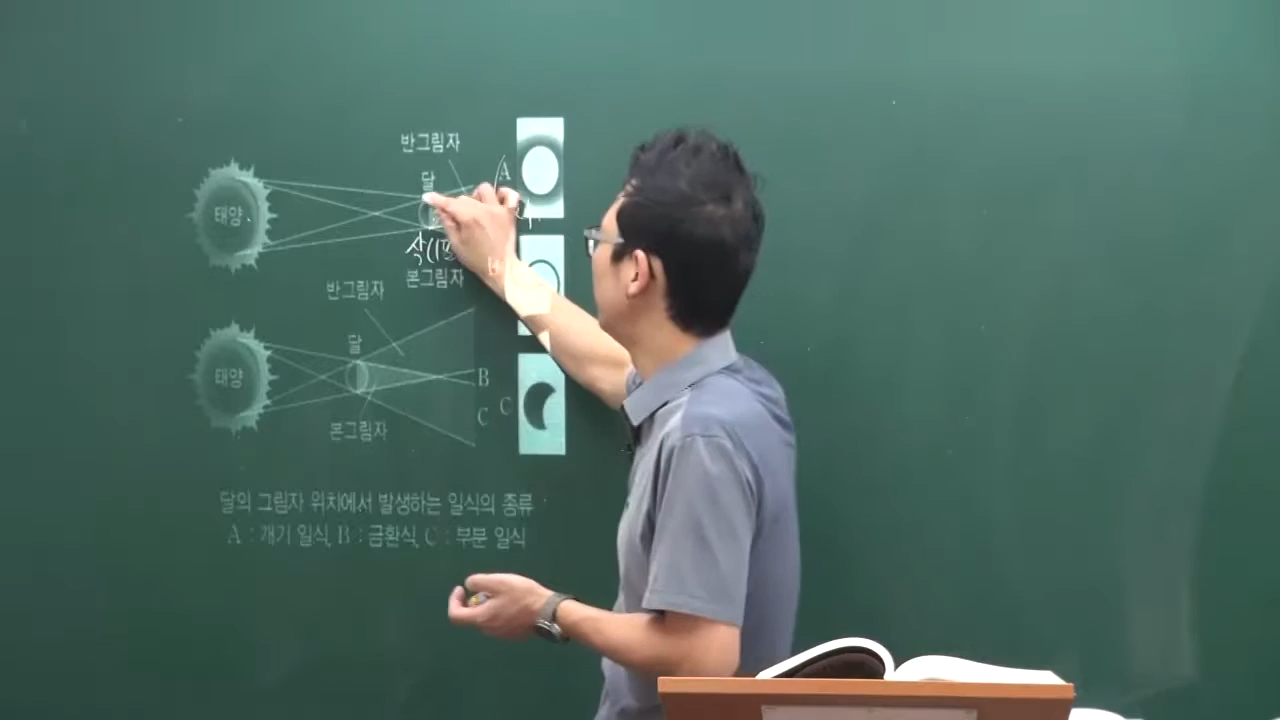 반그림자
달
A
태양
삭(1
본그림자
B
반그림자
달
태양
B
C
C
본그림자
달의 그림자 위치에서 발생하는 일식의 종류
A : 개기 일식, B : 금환식, C : 부분 일식